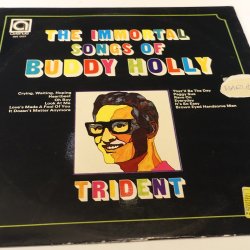 THE IMMORTAL
SONGS OF
BUDDY HOLLY
Crying, Waiting, Hoping
Heartbeat
Oh Boy
Look At Me
Love's Made A Fool Of You
It Doesn't Matter Anymore
That'll Be The Day
Peggy Sue
Rave On
Everyday
It's So Easy
Brown Eyed Handsome Man
TRIDENT